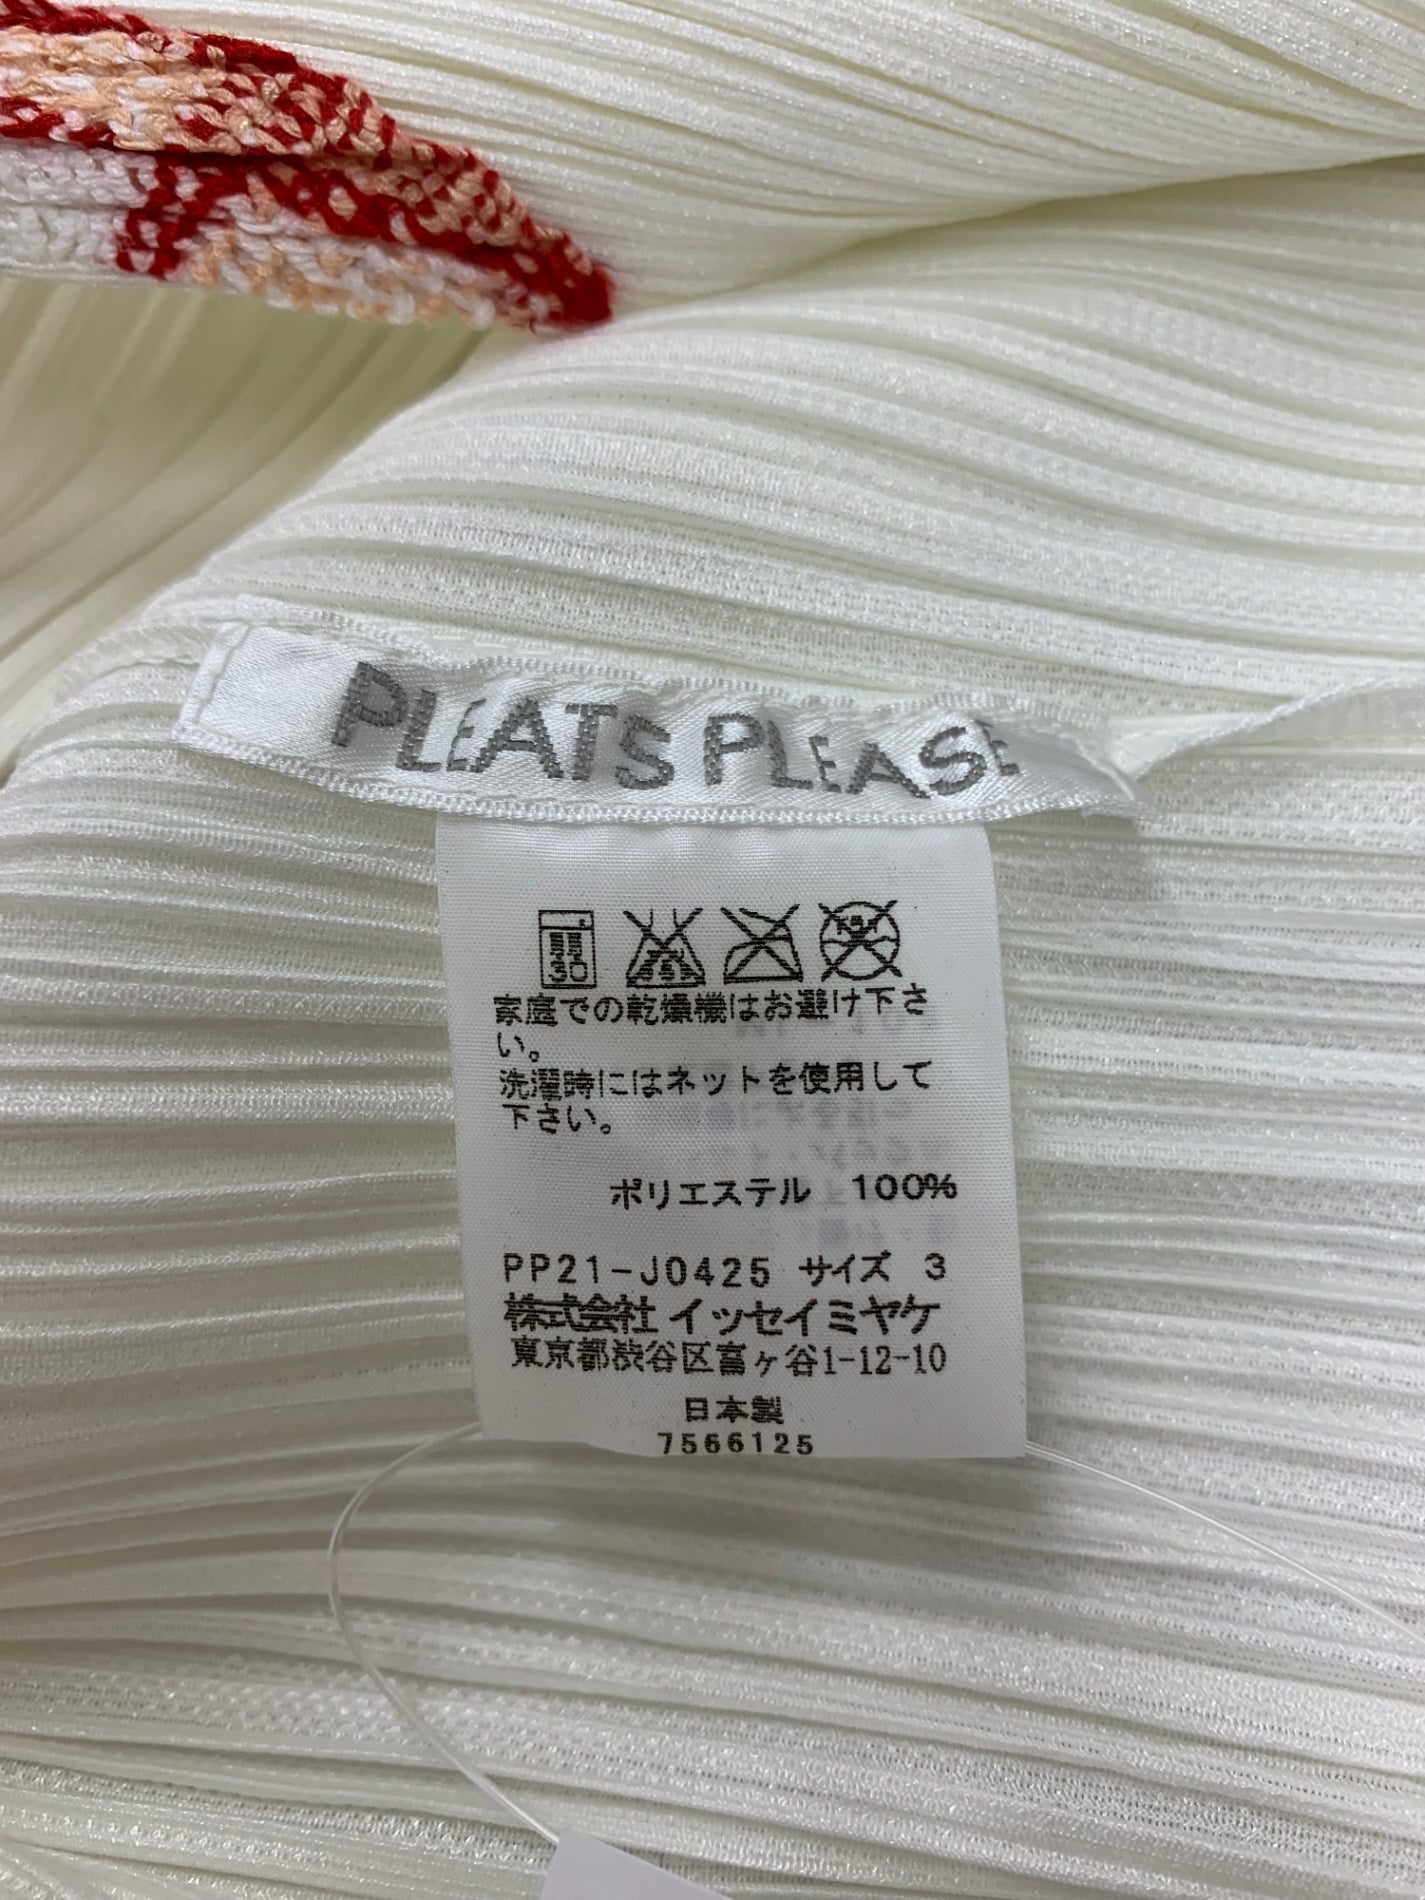 PLEATS PLEASE
30
家庭での乾燥機はお避け下さ
い。
洗濯時にはネットを使用して
下さい。
ポリエステル 100%
PP21-J0425 サイズ 3
株式会社 イッセイミヤケ
東京都渋谷区富ヶ谷1-12-10
日本製
7566125